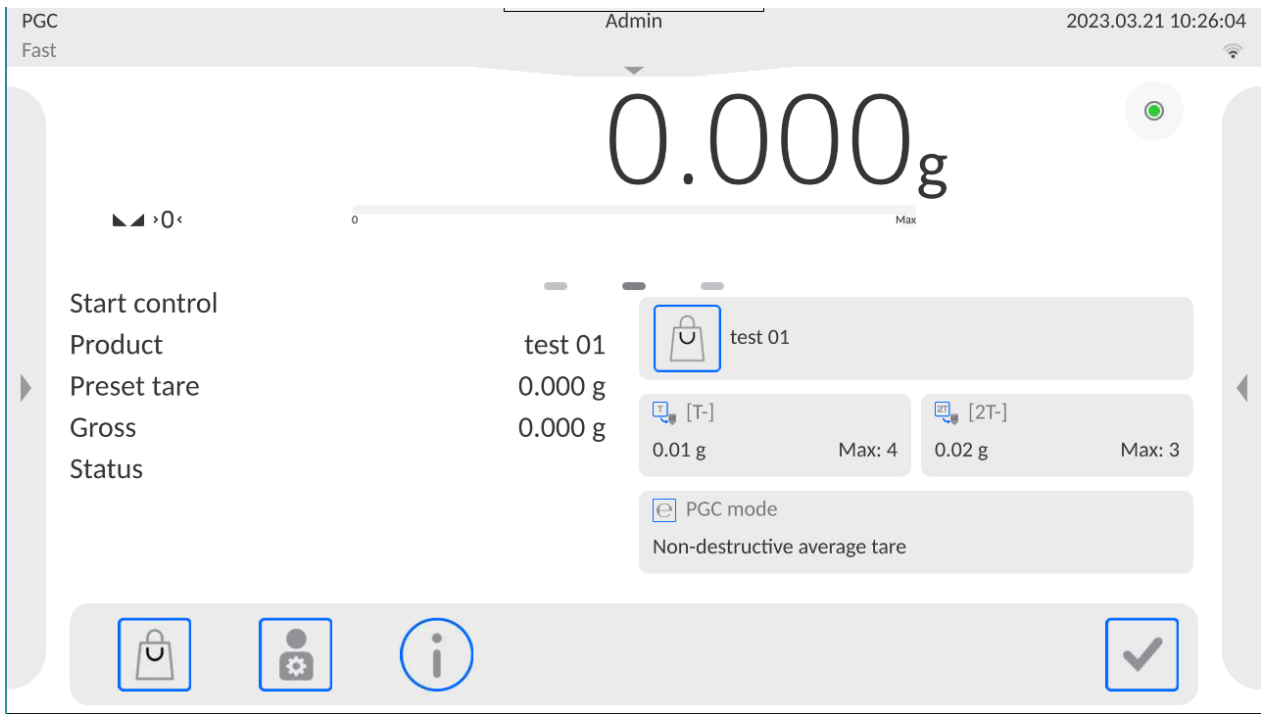 PGC Admin 2023.03.21 10:26:04
Fast
0.000 g
›0‹ 0 Max
Start control
Product test 01
Preset tare 0.000 g
Gross 0.000 g
Status
test 01
T [T-]
0.01 g Max: 4
2T [2T-]
0.02 g Max: 3
℮ PGC mode
Non-destructive average tare
i